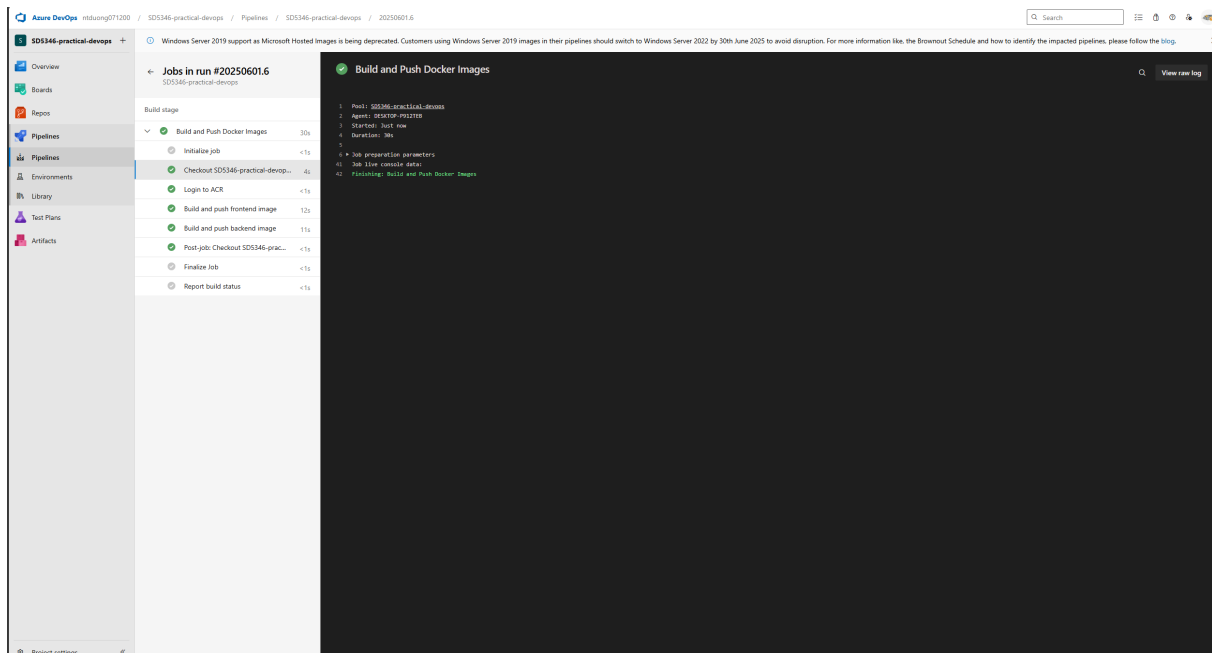 Azure DevOps ntduong071200 / SD5346-practical-devops / Pipelines / SD5346-practical-devops / 20250601.6
Search
S SD5346-practical-devops +
Windows Server 2019 support as Microsoft Hosted Images is being deprecated. Customers using Windows Server 2019 images in their pipelines should switch to Windows Server 2022 by 30th June 2025 to avoid disruption. For more information like, the Brownout Schedule and how to identify the impacted pipelines, please follow the blog.
Overview
Boards
Repos
Pipelines
Pipelines
Environments
Library
Test Plans
Artifacts
Project settings
← Jobs in run #20250601.6
SD5346-practical-devops
Build stage
Build and Push Docker Images 30s
Initialize job <1s
Checkout SD5346-practical-devop... 4s
Login to ACR <1s
Build and push frontend image 12s
Build and push backend image 11s
Post-job: Checkout SD5346-prac... <1s
Finalize Job <1s
Report build status <1s
Build and Push Docker Images
View raw log
1 Pool: SD5346-practical-devops
2 Agent: DESKTOP-P912TEB
3 Started: Just now
4 Duration: 30s
5
6 Job preparation parameters
41 Job live console data:
42 Finishing: Build and Push Docker Images